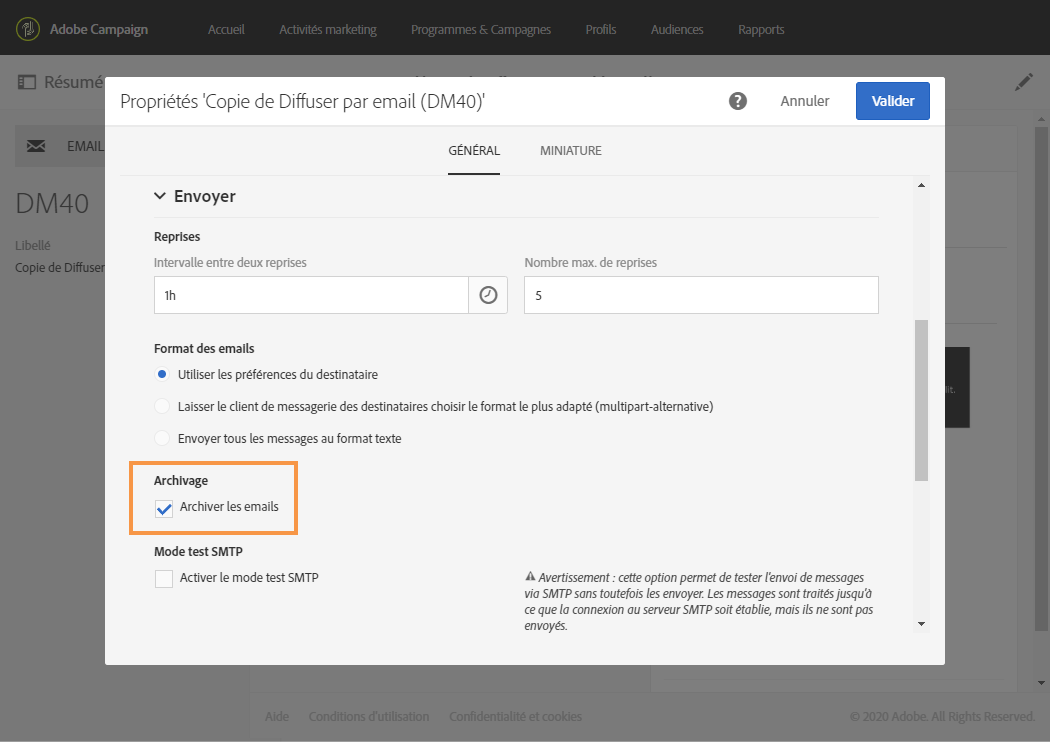 Adobe Campaign
Accueil
Activités marketing
Programmes & Campagnes
Profils
Audiences
Rapports
Résumé
Propriétés 'Copie de Diffuser par email (DM40)'
?
Annuler
Valider
EMAIL
GÉNÉRAL
MINIATURE
DM40
Libellé
Copie de Diffuser
Envoyer
Reprises
Intervalle entre deux reprises
Nombre max. de reprises
1h
5
Format des emails
Utiliser les préférences du destinataire
Laisser le client de messagerie des destinataires choisir le format le plus adapté (multipart-alternative)
Envoyer tous les messages au format texte
Archivage
Archiver les emails
Mode test SMTP
Activer le mode test SMTP
Avertissement : cette option permet de tester l'envoi de messages
via SMTP sans toutefois les envoyer. Les messages sont traités jusqu'à
ce que la connexion au serveur SMTP soit établie, mais ils ne sont pas
envoyés.
Aide
Conditions d'utilisation
Confidentialité et cookies
© 2020 Adobe. All Rights Reserved.